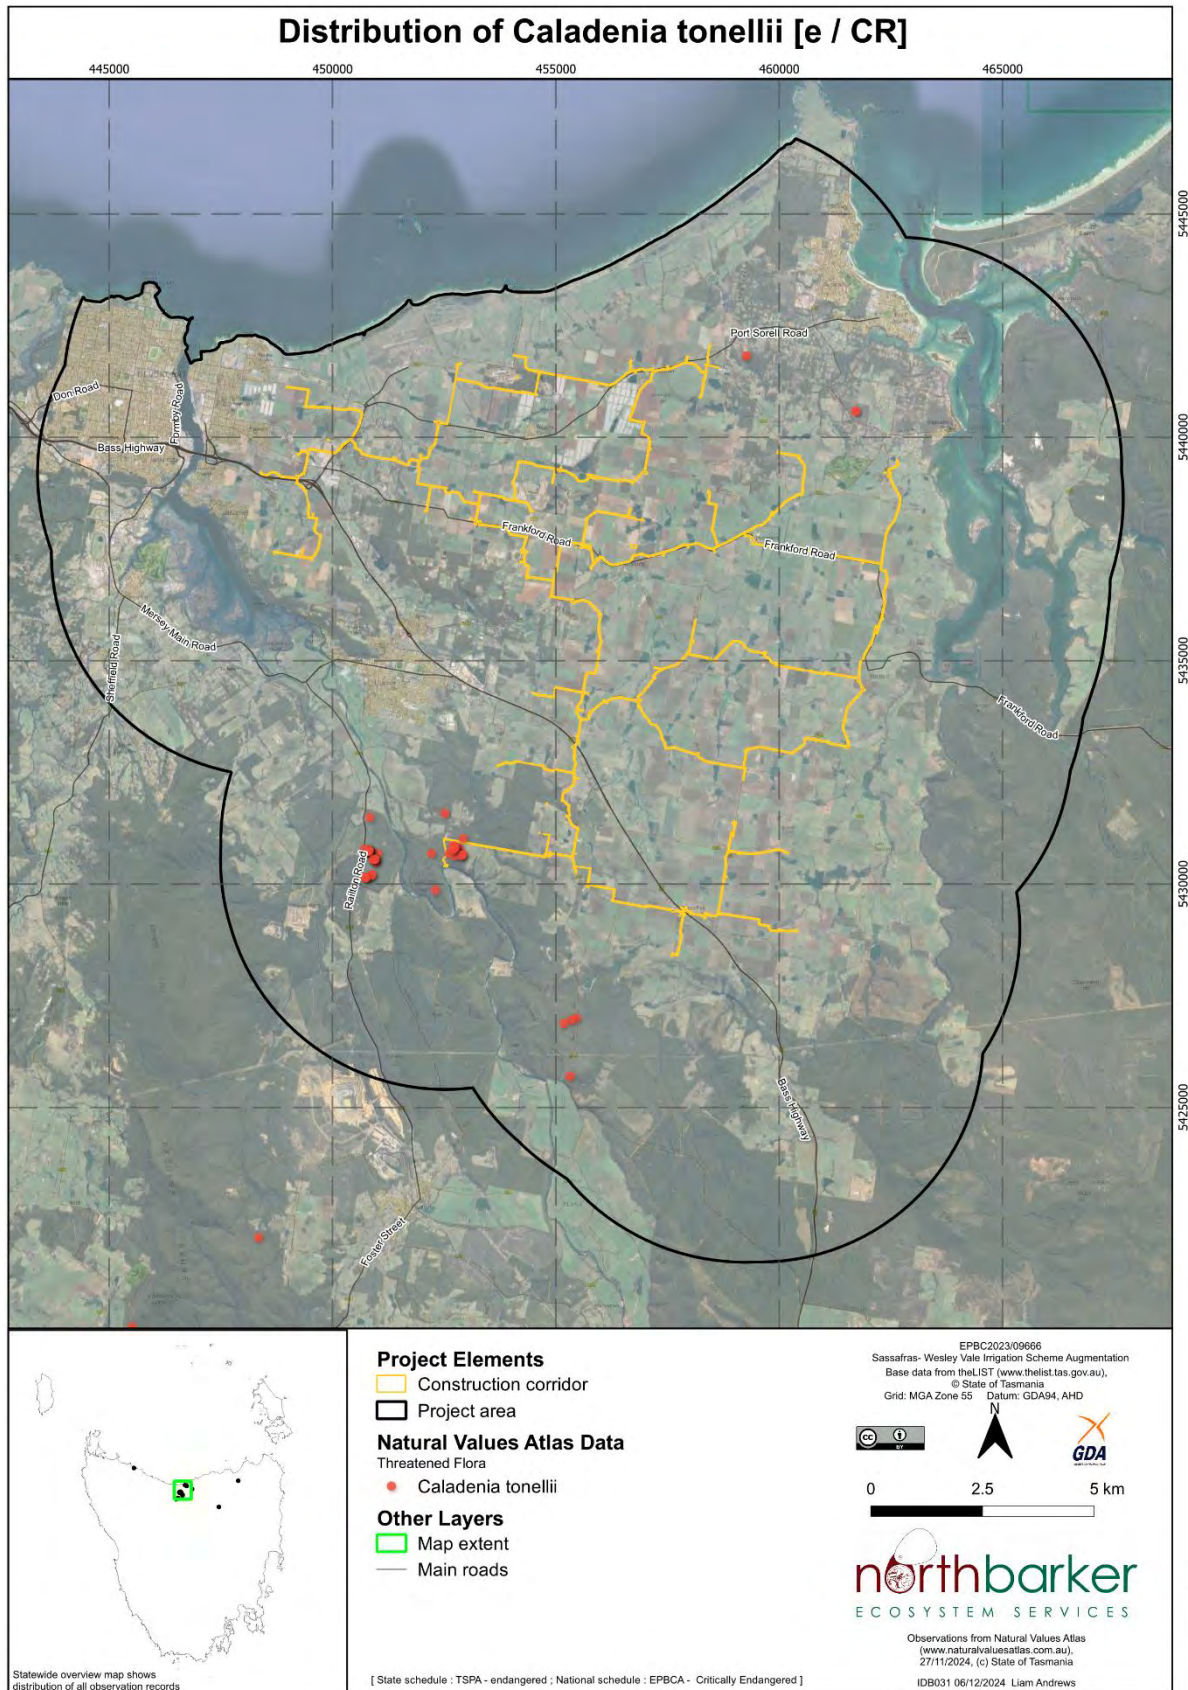 Distribution of Caladenia tonellii [e / CR]
445000
450000
455000
460000
465000
5445000
5440000
5435000
5430000
5425000
Port Sorell Road
Don Road
Formby Road
Bass Highway
Frankford Road
Frankford Road
Mersey Main Road
Sheffield Road
Frankford Road
Railton Road
Bass Highway
Foster Street
Statewide overview map shows
distribution of all observation records
Project Elements
Construction corridor
Project area
Natural Values Atlas Data
Threatened Flora
Caladenia tonellii
Other Layers
Map extent
Main roads
[ State schedule : TSPA - endangered ; National schedule : EPBCA - Critically Endangered ]
EPBC2023/09666
Sassafras- Wesley Vale Irrigation Scheme Augmentation
Base data from theLIST (www.thelist.tas.gov.au),
© State of Tasmania
Grid: MGA Zone 55 Datum: GDA94, AHD
N
cc
BY
GDA
0 2.5 5 km
northbarker
ECOSYSTEM SERVICES
Observations from Natural Values Atlas
(www.naturalvaluesatlas.com.au),
27/11/2024, (c) State of Tasmania
IDB031 06/12/2024 Liam Andrews